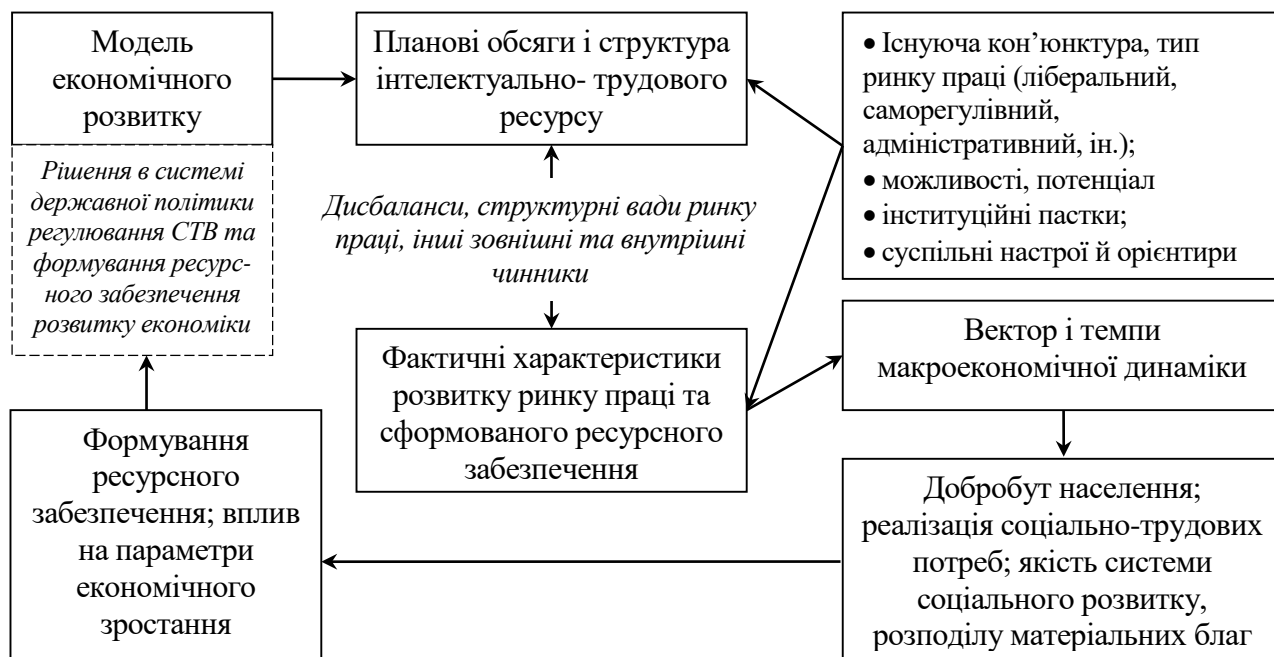 Модель
економічного
розвитку
Рішення в системі
державної політики
регулювання СТВ та
формування ресурс-
ного забезпечення
розвитку економіки
Планові обсяги і структура
інтелектуально- трудового
ресурсу
Дисбаланси, структурні вади ринку
праці, інші зовнішні та внутрішні
чинники
Фактичні характеристики
розвитку ринку праці та
сформованого ресурсного
забезпечення
• Існуюча кон’юнктура, тип
ринку праці (ліберальний,
саморегулівний,
адміністративний, ін.);
• можливості, потенціал
• інституційні пастки;
• суспільні настрої й орієнтири
Вектор і темпи
макроекономічної динаміки
Добробут населення;
реалізація соціально-трудових
потреб; якість системи
соціального розвитку,
розподілу матеріальних благ
Формування
ресурсного
забезпечення; вплив
на параметри
економічного
зростання